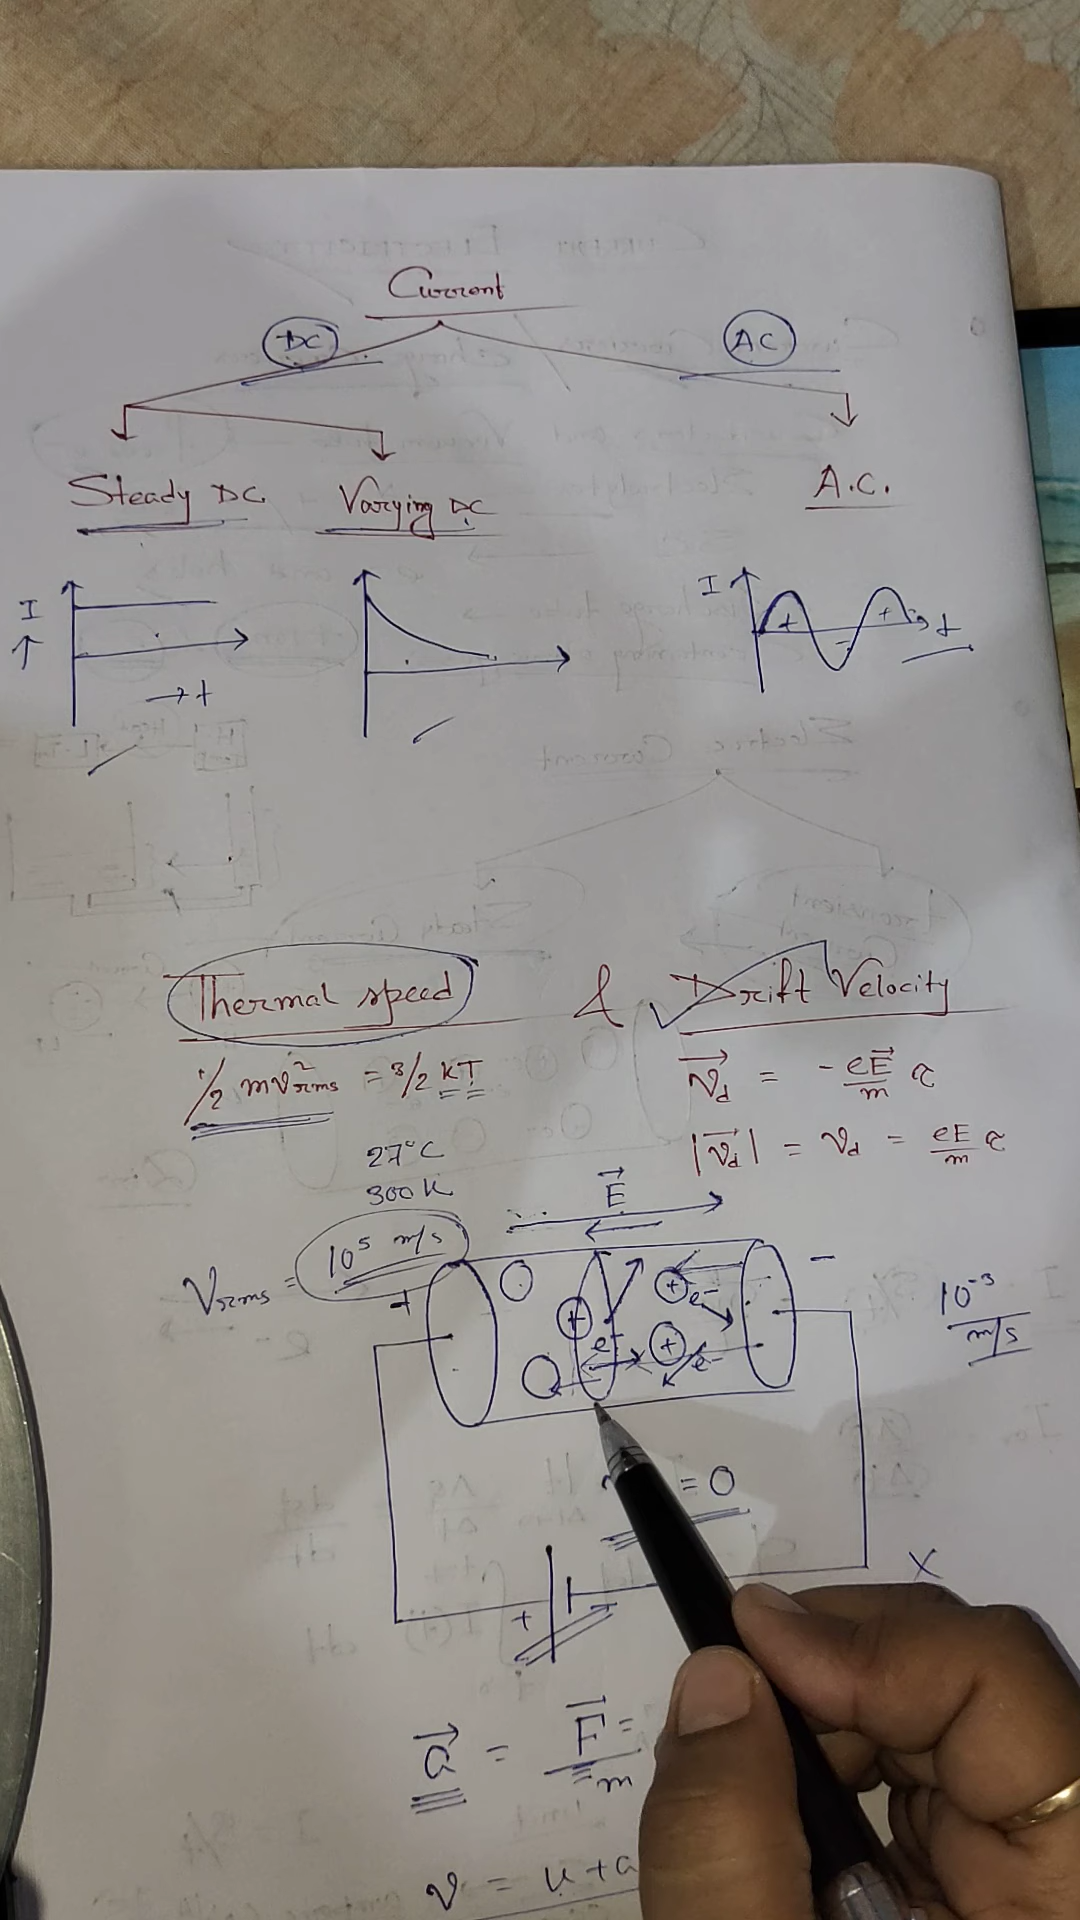 Current
DC
AC
Steady DC.
Varying DC
A.C.
I
→ t
I
t
+
-
+
Thermal speed & Drift Velocity
1/2 mv²rms = 3/2 KT
v⃗d = - eE⃗/m τ
27°C
|v⃗d| = vd = eE/m τ
300K
E⃗
Vrms = 10⁵ m/s
+
-
+ + +
e- e- e-
10⁻³ m/s
= 0
X
+
a⃗ = F⃗/m =
v = u + a